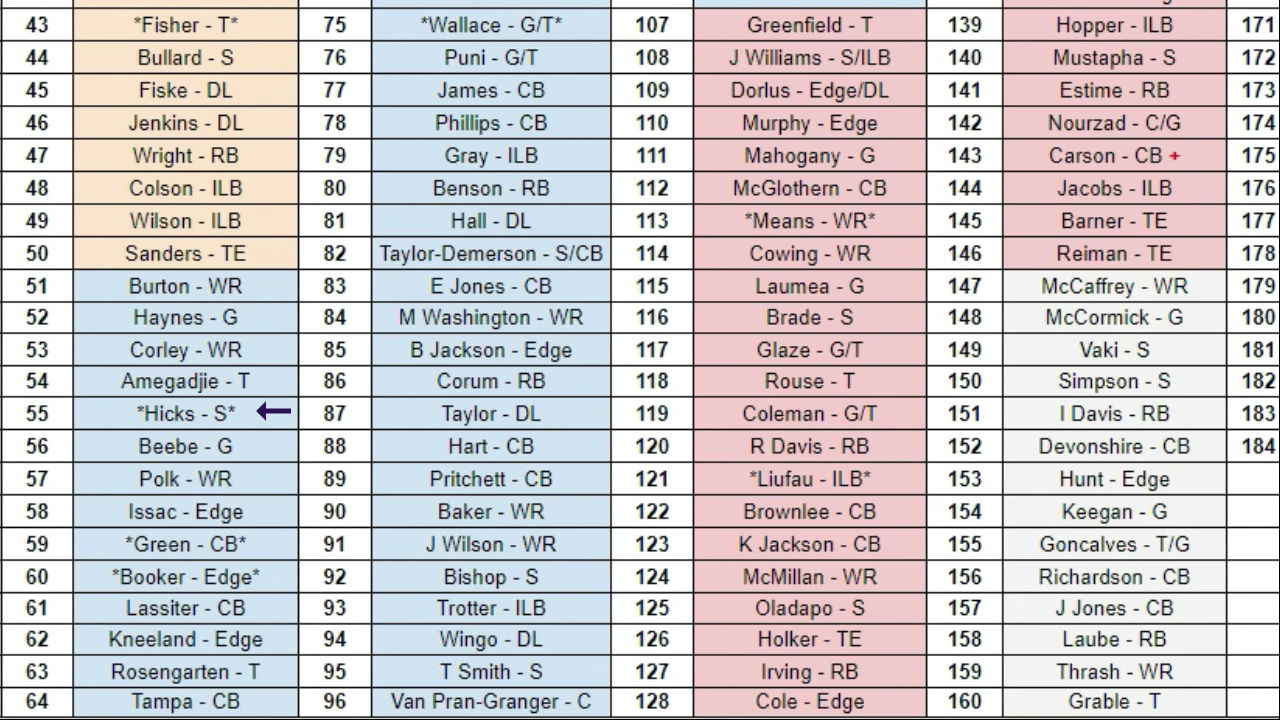 43 *Fisher - T* 75 *Wallace - G/T* 107 Greenfield - T 139 Hopper - ILB 171
44 Bullard - S 76 Puni - G/T 108 J Williams - S/ILB 140 Mustapha - S 172
45 Fiske - DL 77 James - CB 109 Dorlus - Edge/DL 141 Estime - RB 173
46 Jenkins - DL 78 Phillips - CB 110 Murphy - Edge 142 Nourzad - C/G 174
47 Wright - RB 79 Gray - ILB 111 Mahogany - G 143 Carson - CB + 175
48 Colson - ILB 80 Benson - RB 112 McGlothern - CB 144 Jacobs - ILB 176
49 Wilson - ILB 81 Hall - DL 113 *Means - WR* 145 Barner - TE 177
50 Sanders - TE 82 Taylor-Demerson - S/CB 114 Cowing - WR 146 Reiman - TE 178
51 Burton - WR 83 E Jones - CB 115 Laumea - G 147 McCaffrey - WR 179
52 Haynes - G 84 M Washington - WR 116 Brade - S 148 McCormick - G 180
53 Corley - WR 85 B Jackson - Edge 117 Glaze - G/T 149 Vaki - S 181
54 Amegadjie - T 86 Corum - RB 118 Rouse - T 150 Simpson - S 182
55 *Hicks - S* 87 Taylor - DL 119 Coleman - G/T 151 I Davis - RB 183
56 Beebe - G 88 Hart - CB 120 R Davis - RB 152 Devonshire - CB 184
57 Polk - WR 89 Pritchett - CB 121 *Liufau - ILB* 153 Hunt - Edge
58 Issac - Edge 90 Baker - WR 122 Brownlee - CB 154 Keegan - G
59 *Green - CB* 91 J Wilson - WR 123 K Jackson - CB 155 Goncalves - T/G
60 *Booker - Edge* 92 Bishop - S 124 McMillan - WR 156 Richardson - CB
61 Lassiter - CB 93 Trotter - ILB 125 Oladapo - S 157 J Jones - CB
62 Kneeland - Edge 94 Wingo - DL 126 Holker - TE 158 Laube - RB
63 Rosengarten - T 95 T Smith - S 127 Irving - RB 159 Thrash - WR
64 Tampa - CB 96 Van Pran-Granger - C 128 Cole - Edge 160 Grable - T